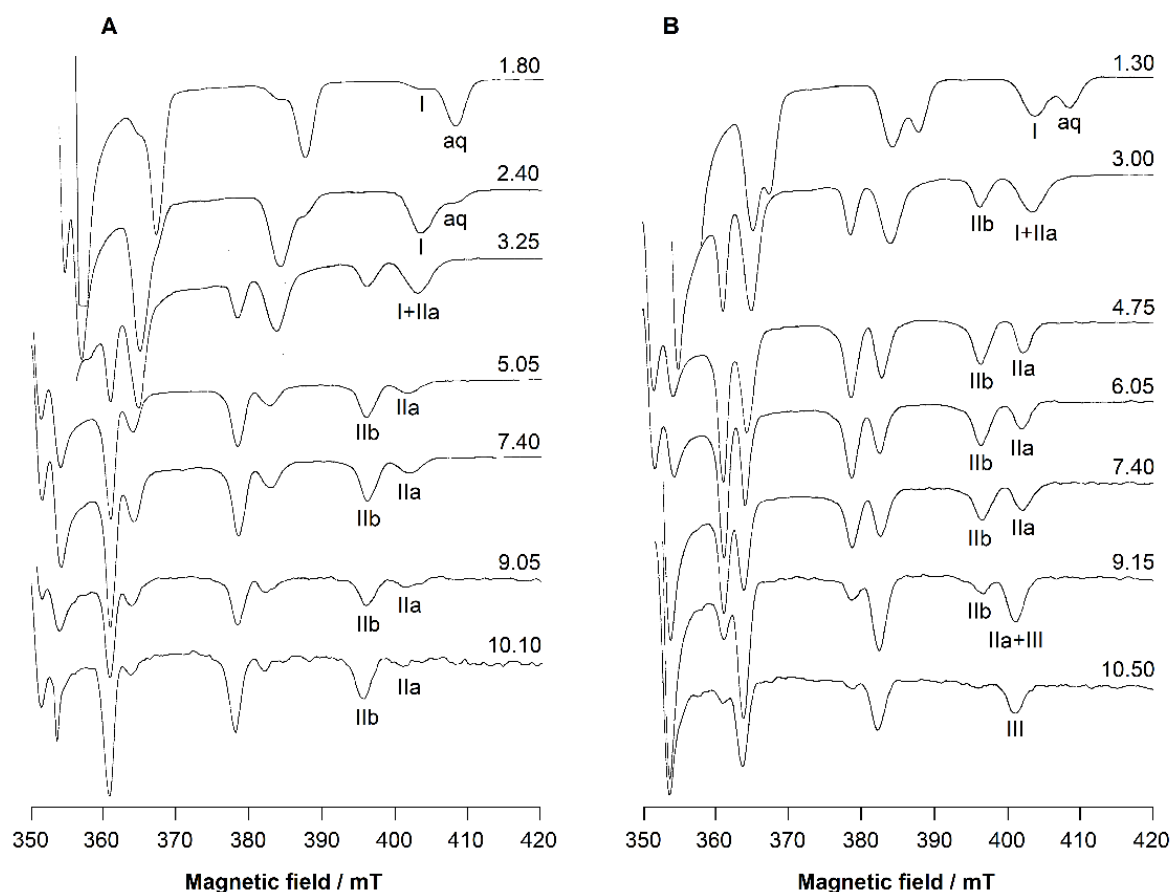 A
1.80
I
aq
2.40
aq
I
3.25
I+IIa
5.05
IIb
IIa
7.40
IIb
IIa
9.05
IIb
IIa
10.10
IIb
IIa
350 360 370 380 390 400 410 420
Magnetic field / mT
B
1.30
I
aq
3.00
IIb
I+IIa
4.75
IIb
IIa
6.05
IIb
IIa
7.40
IIb
IIa
9.15
IIb
IIa+III
10.50
III
350 360 370 380 390 400 410 420
Magnetic field / mT